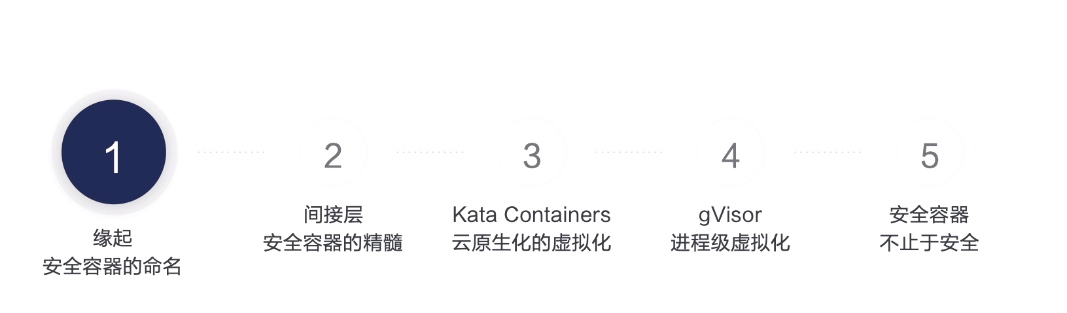 1
缘起
安全容器的命名
2
间接层
安全容器的精髓
3
Kata Containers
云原生化的虚拟化
4
gVisor
进程级虚拟化
5
安全容器
不止于安全